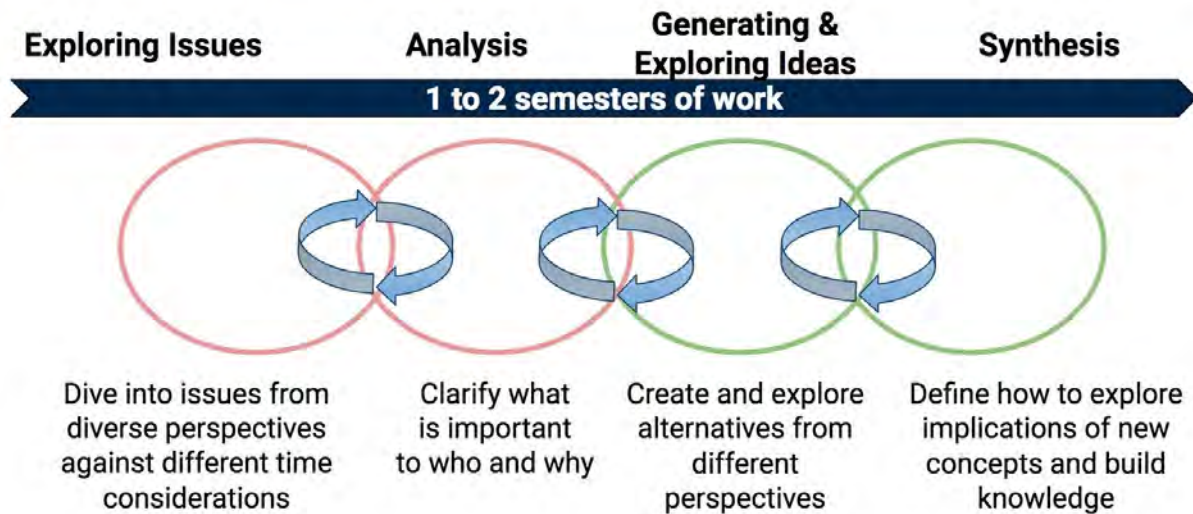 Exploring Issues
Analysis
Generating &
Exploring Ideas
Synthesis
1 to 2 semesters of work
Dive into issues from
diverse perspectives
against different time
considerations
Clarify what
is important
to who and why
Create and explore
alternatives from
different
perspectives
Define how to explore
implications of new
concepts and build
knowledge